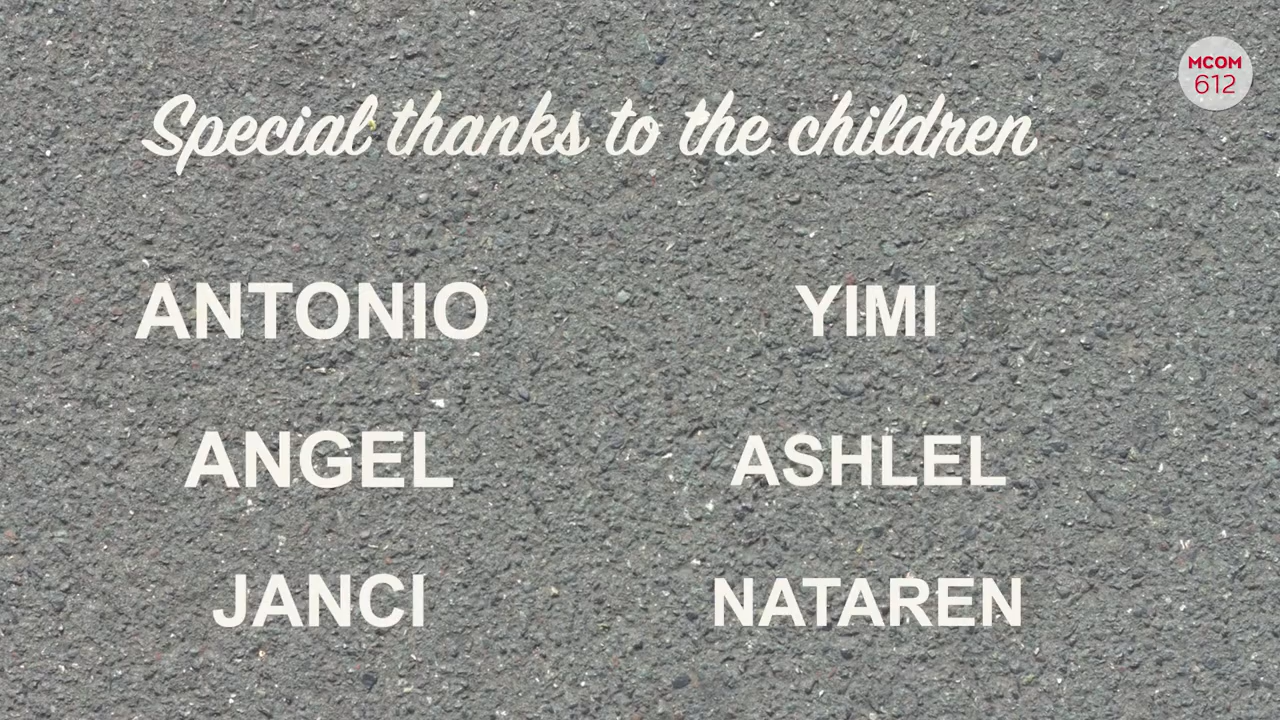 MCOM
612
Special thanks to the children
ANTONIO
YIMI
ANGEL
ASHLEL
JANCI
NATAREN